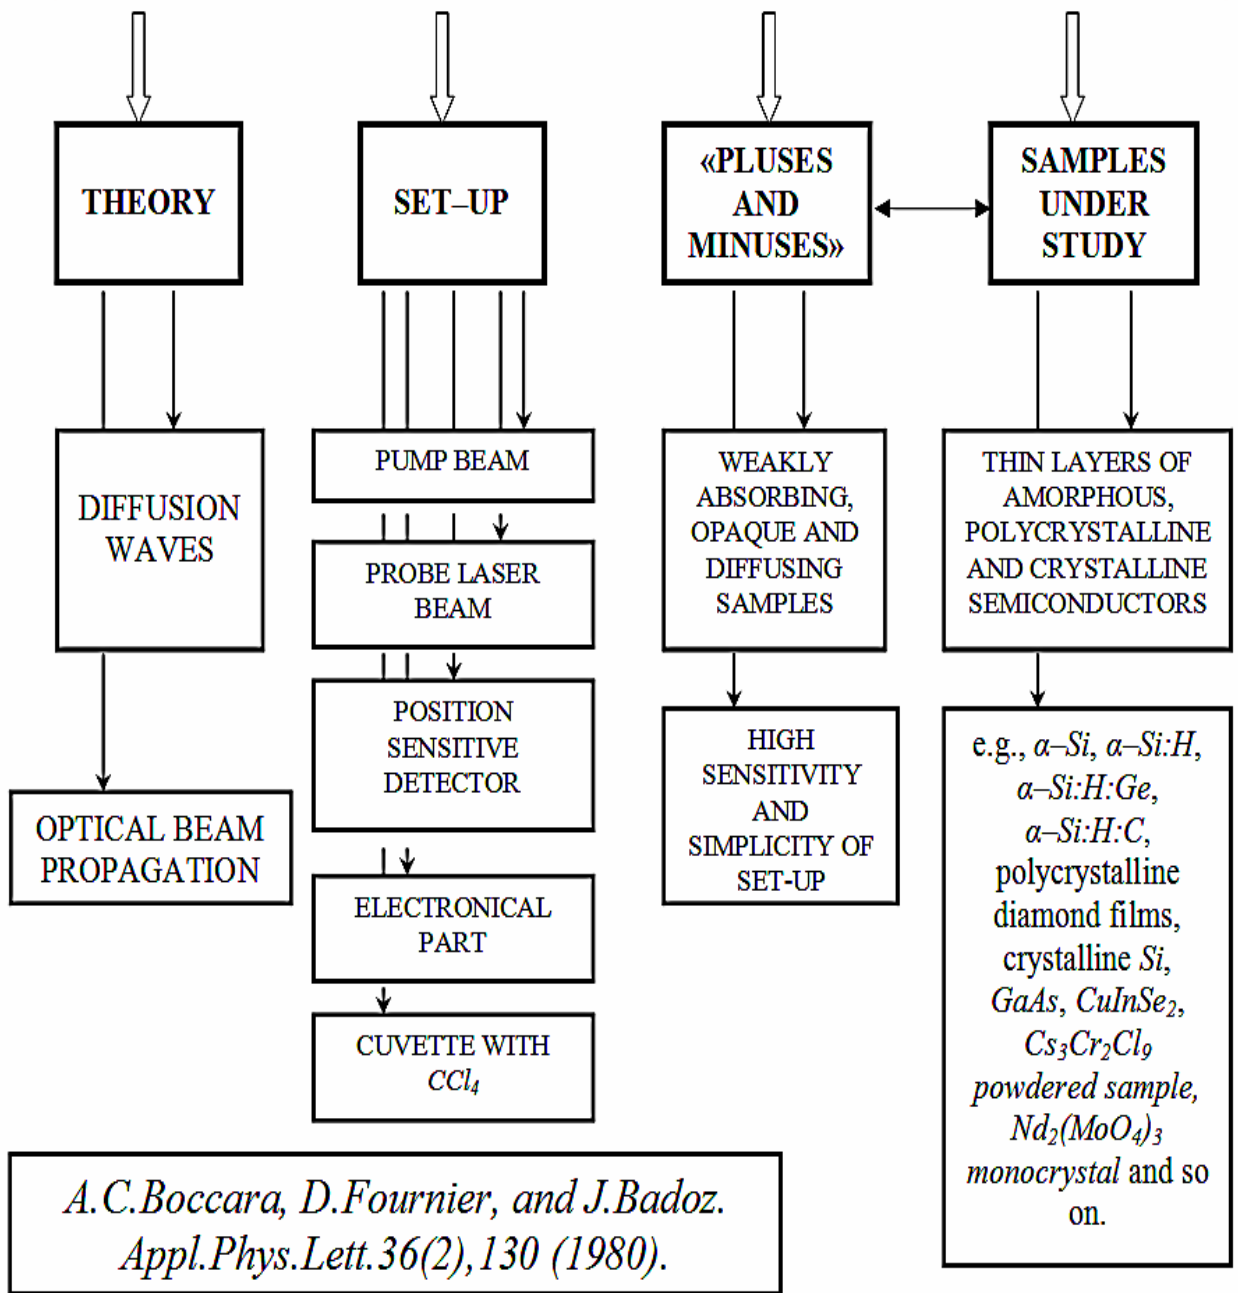 THEORY
SET–UP
«PLUSES
AND
MINUSES»
SAMPLES
UNDER
STUDY
DIFFUSION
WAVES
OPTICAL BEAM
PROPAGATION
PUMP BEAM
PROBE LASER
BEAM
POSITION
SENSITIVE
DETECTOR
ELECTRONICAL
PART
CUVETTE WITH
CCl₄
WEAKLY
ABSORBING,
OPAQUE AND
DIFFUSING
SAMPLES
HIGH
SENSITIVITY
AND
SIMPLICITY OF
SET-UP
THIN LAYERS OF
AMORPHOUS,
POLYCRYSTALLINE
AND CRYSTALLINE
SEMICONDUCTORS
e.g., α–Si, α–Si:H,
α–Si:H:Ge,
α–Si:H:C,
polycrystalline
diamond films,
crystalline Si,
GaAs, CuInSe₂,
Cs₃Cr₂Cl₉
powdered sample,
Nd₂(MoO₄)₃
monocrystal and so
on.
A.C.Boccara, D.Fournier, and J.Badoz.
Appl.Phys.Lett.36(2),130 (1980).